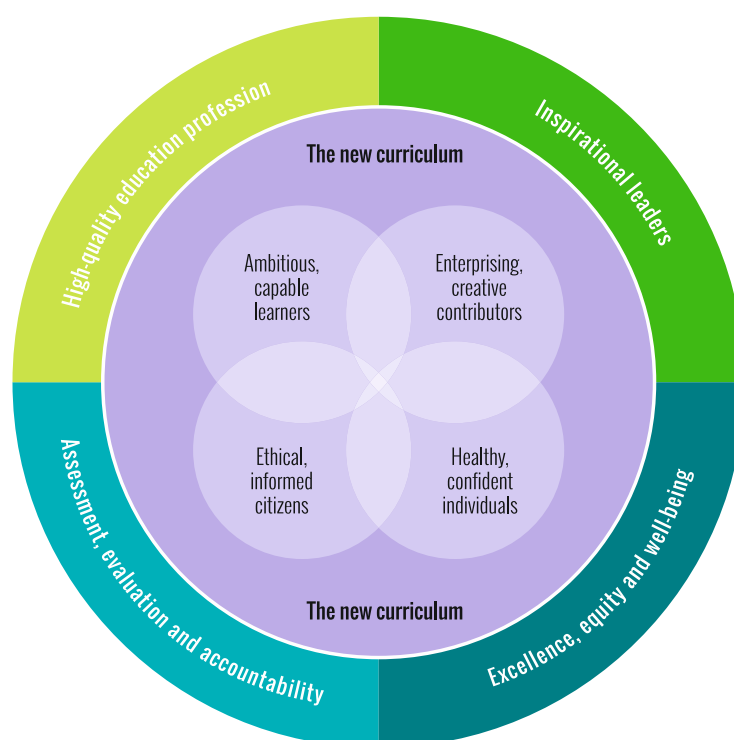 High-quality education profession
Inspirational leaders
The new curriculum
Ambitious,
capable
learners
Enterprising,
creative
contributors
Ethical,
informed
citizens
Healthy,
confident
individuals
The new curriculum
Assessment, evaluation and accountability
Excellence, equity and well-being